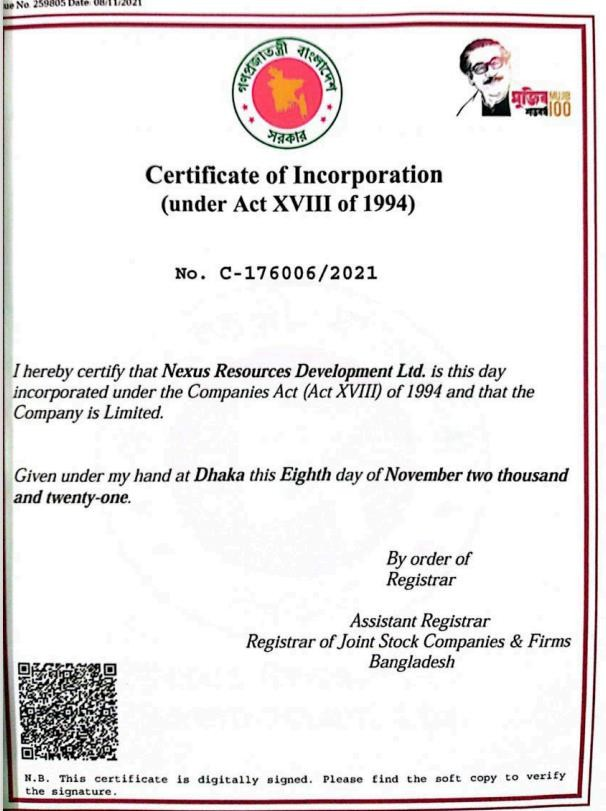 ue No. 259805 Date: 08/11/2021
গণপ্রজাতন্ত্রী বাংলাদেশ
সরকার
মুজিব MUJIB
শতবর্ষ 100
Certificate of Incorporation
(under Act XVIII of 1994)
No. C-176006/2021
I hereby certify that Nexus Resources Development Ltd. is this day
incorporated under the Companies Act (Act XVIII) of 1994 and that the
Company is Limited.
Given under my hand at Dhaka this Eighth day of November two thousand
and twenty-one.
By order of
Registrar
Assistant Registrar
Registrar of Joint Stock Companies & Firms
Bangladesh
N.B. This certificate is digitally signed. Please find the soft copy to verify
the signature.